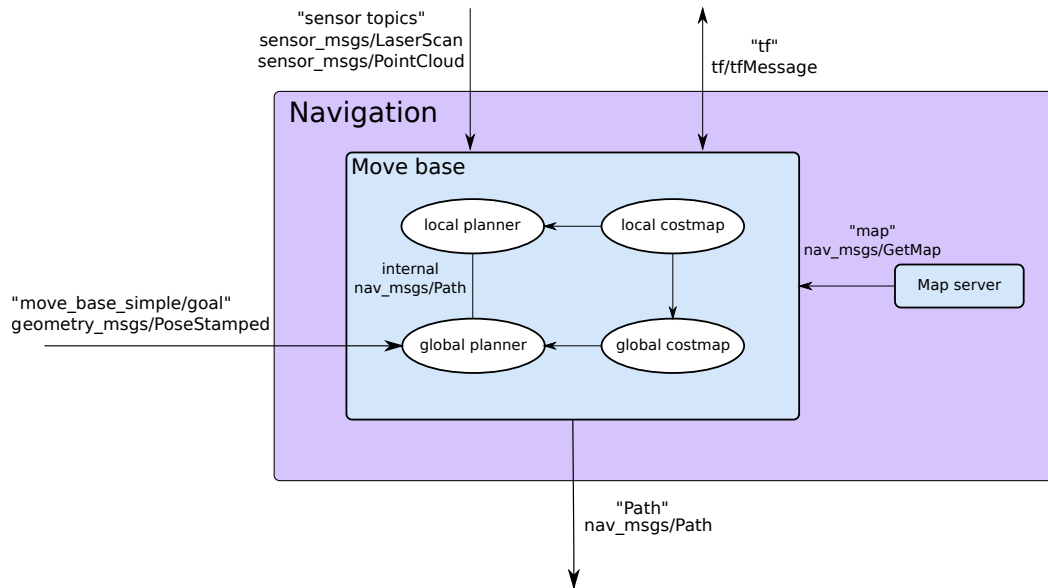 "sensor topics"
sensor_msgs/LaserScan
sensor_msgs/PointCloud
"tf"
tf/tfMessage
Navigation
Move base
local planner
local costmap
"map"
nav_msgs/GetMap
internal
nav_msgs/Path
Map server
"move_base_simple/goal"
geometry_msgs/PoseStamped
global planner
global costmap
"Path"
nav_msgs/Path